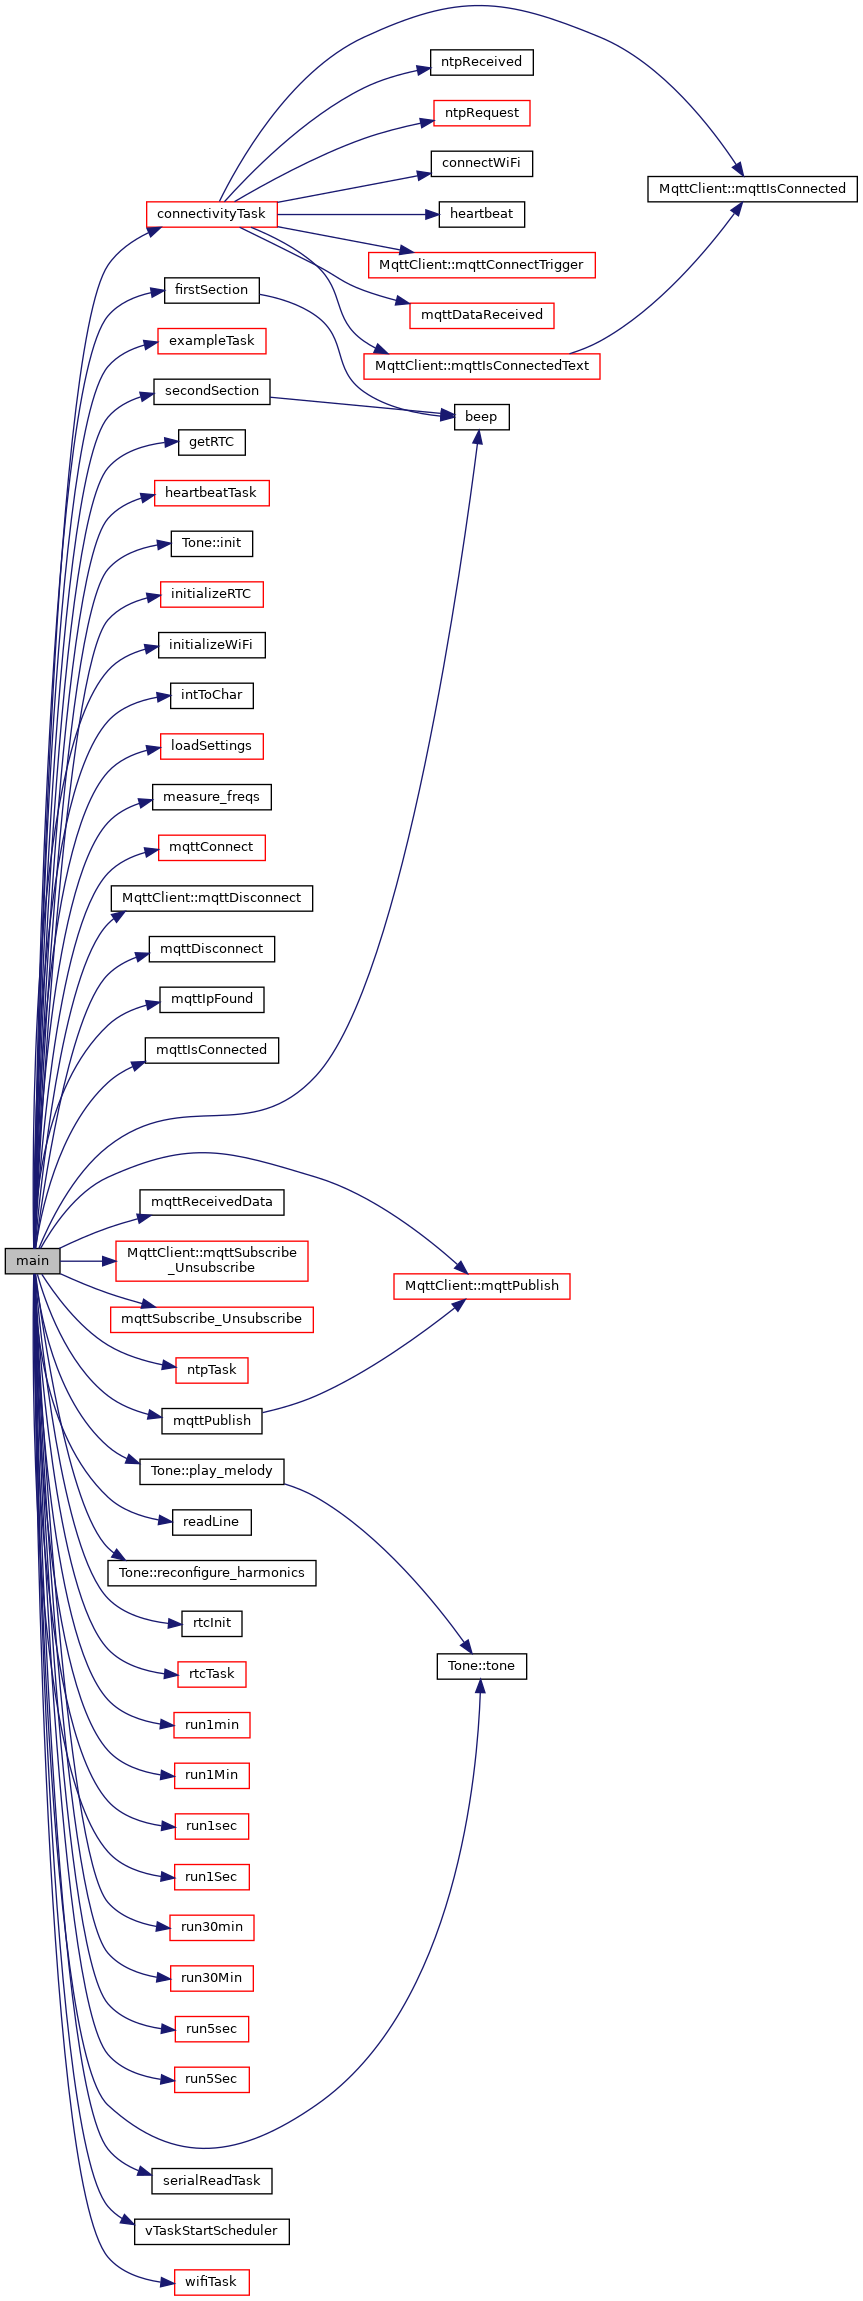 ntpReceived
ntpRequest
connectWiFi
MqttClient::mqttIsConnected
connectivityTask
heartbeat
MqttClient::mqttConnectTrigger
firstSection
mqttDataReceived
exampleTask
MqttClient::mqttIsConnectedText
secondSection
beep
getRTC
heartbeatTask
Tone::init
initializeRTC
initializeWiFi
intToChar
loadSettings
measure_freqs
mqttConnect
MqttClient::mqttDisconnect
mqttDisconnect
mqttIpFound
mqttIsConnected
mqttReceivedData
main
MqttClient::mqttSubscribe
_Unsubscribe
MqttClient::mqttPublish
mqttSubscribe_Unsubscribe
ntpTask
mqttPublish
Tone::play_melody
readLine
Tone::reconfigure_harmonics
rtcInit
Tone::tone
rtcTask
run1min
run1Min
run1sec
run1Sec
run30min
run30Min
run5sec
run5Sec
serialReadTask
vTaskStartScheduler
wifiTask